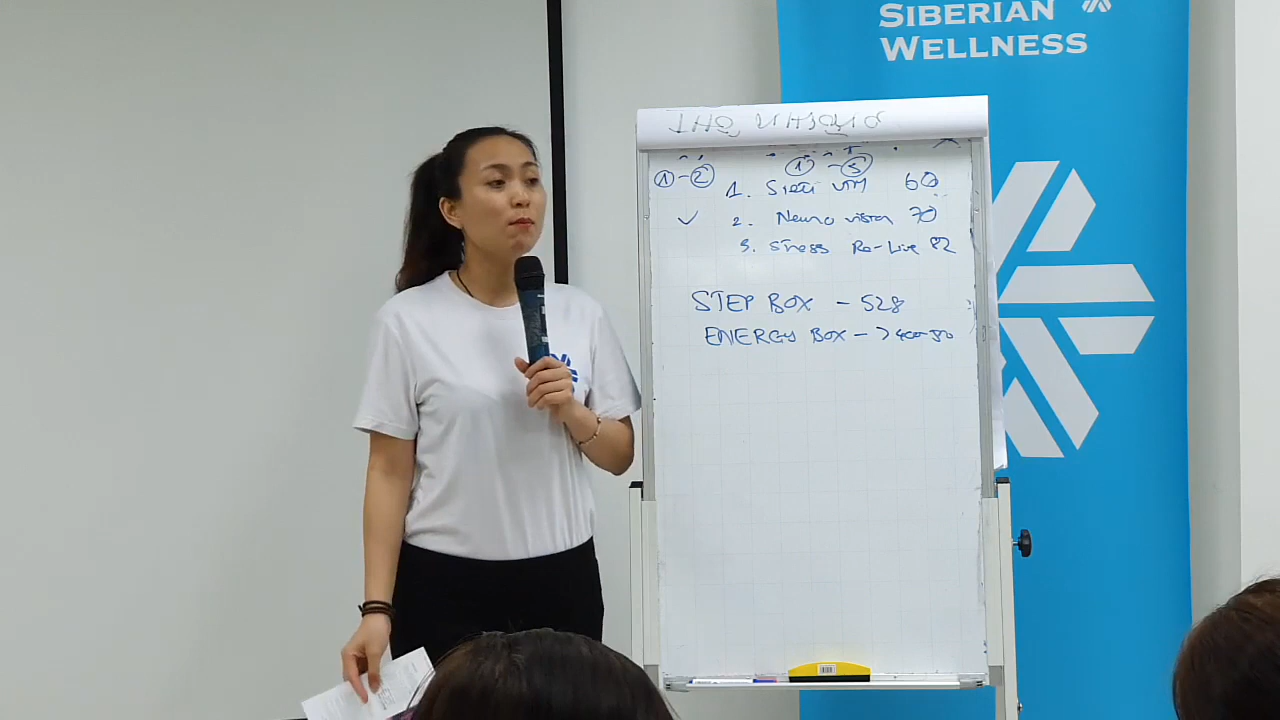 SIBERIAN
WELLNESS
① - ② ① - ⑤
1. Siêu VTM 60
2. Neuro vision 70
3. Stress Re-Live 82
STEP BOX - 528
ENERGY BOX -